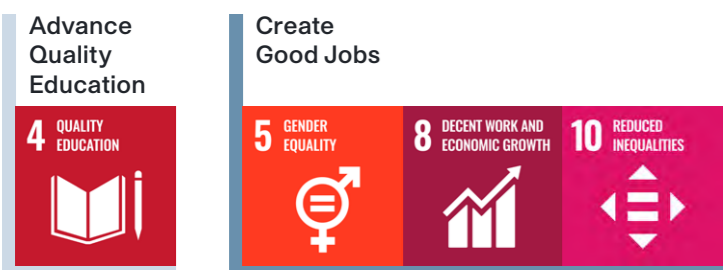 Advance
Quality
Education
Create
Good Jobs
4 QUALITY
EDUCATION
5 GENDER
EQUALITY
8 DECENT WORK AND
ECONOMIC GROWTH
10 REDUCED
INEQUALITIES